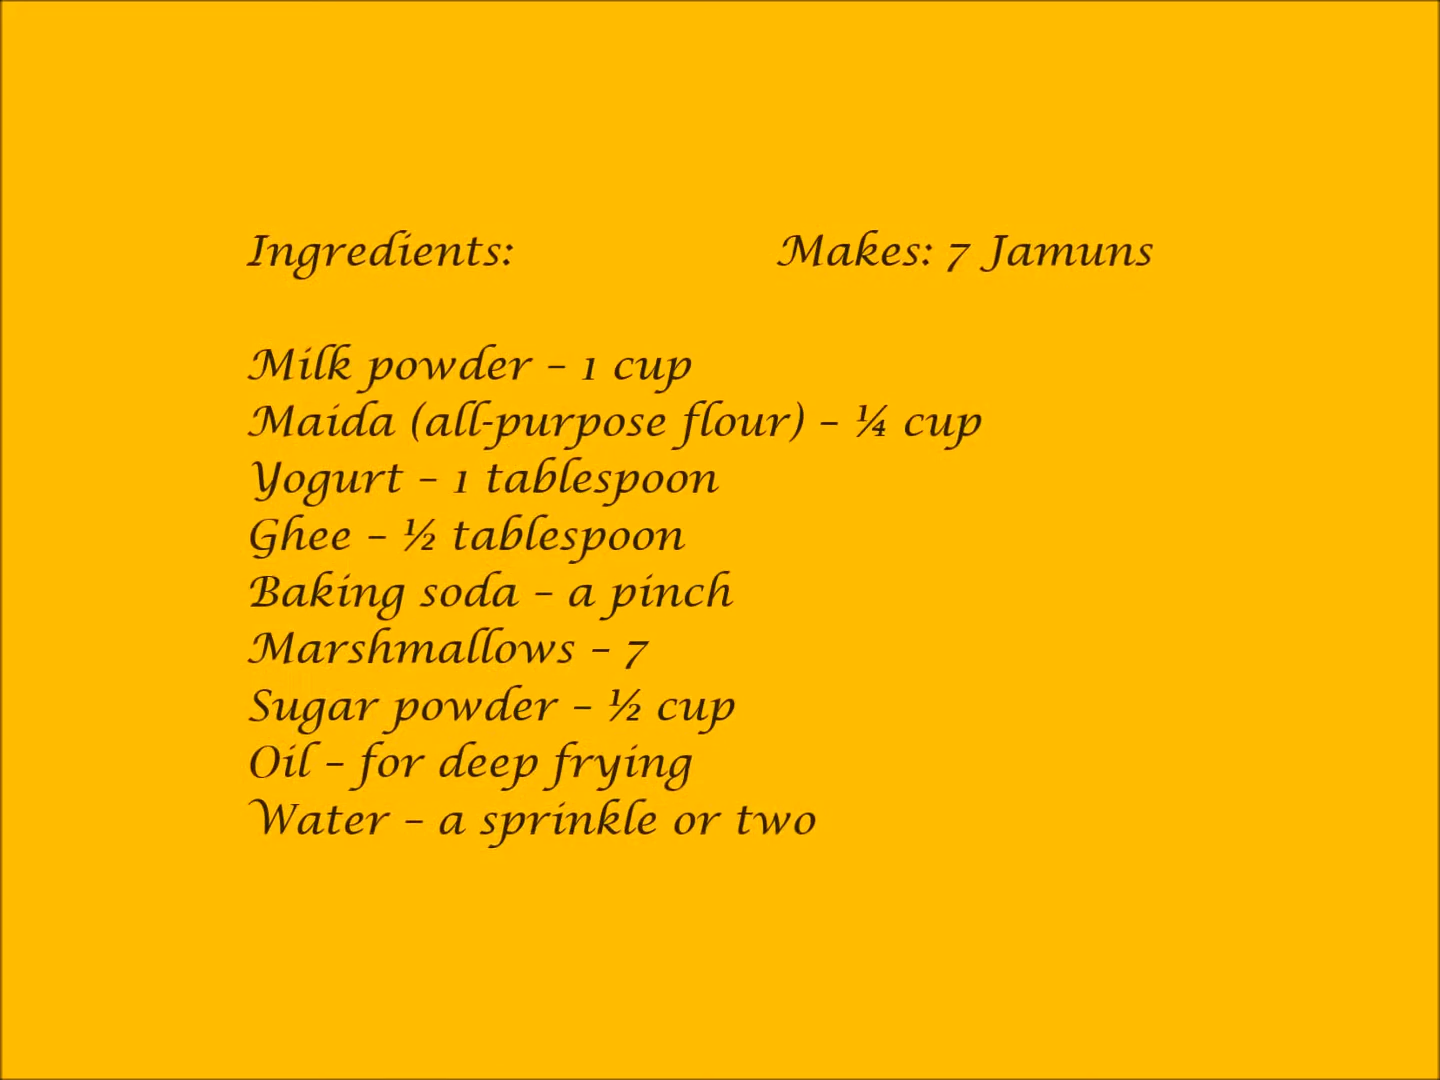 Ingredients: Makes: 7 Jamuns
Milk powder – 1 cup
Maida (all-purpose flour) – ¼ cup
Yogurt – 1 tablespoon
Ghee – ½ tablespoon
Baking soda – a pinch
Marshmallows – 7
Sugar powder – ½ cup
Oil – for deep frying
Water – a sprinkle or two